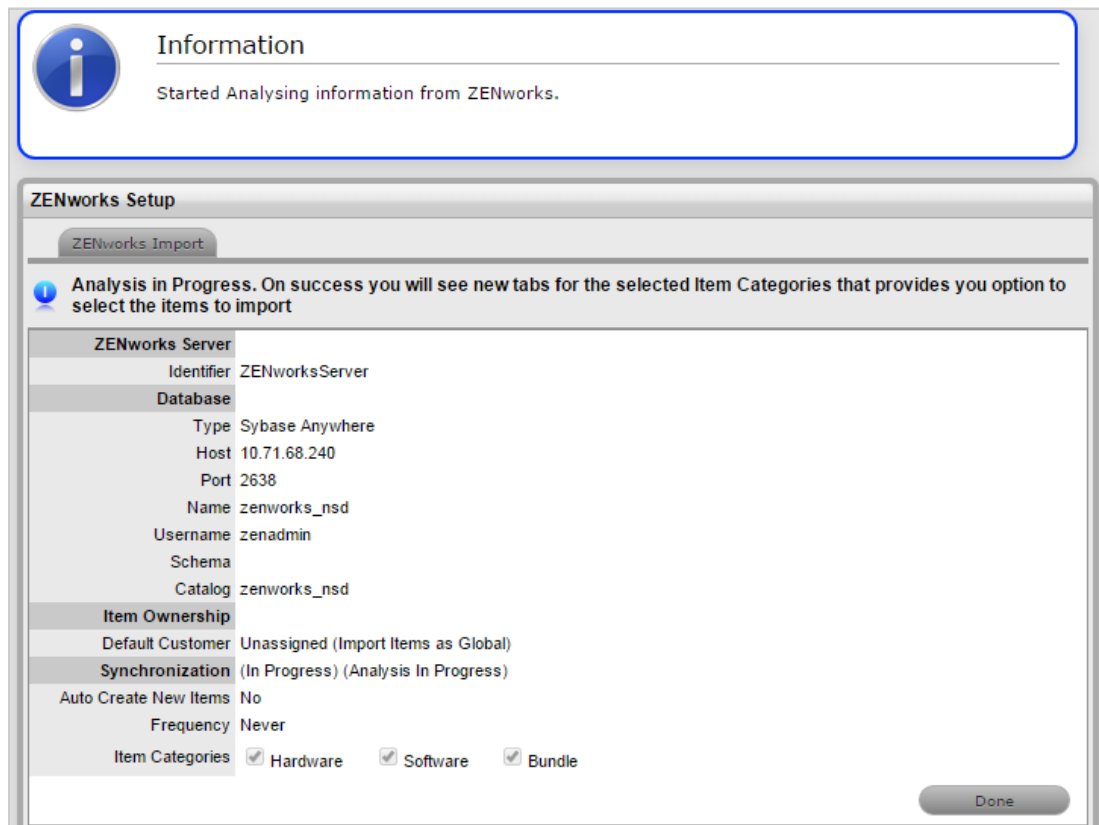 Information
Started Analysing information from ZENworks.
ZENworks Setup
ZENworks Import
Analysis in Progress. On success you will see new tabs for the selected Item Categories that provides you option to
select the items to import
ZENworks Server
Identifier ZENworksServer
Database
Type Sybase Anywhere
Host 10.71.68.240
Port 2638
Name zenworks_nsd
Username zenadmin
Schema
Catalog zenworks_nsd
Item Ownership
Default Customer Unassigned (Import Items as Global)
Synchronization (In Progress) (Analysis In Progress)
Auto Create New Items No
Frequency Never
Item Categories Hardware Software Bundle
Done